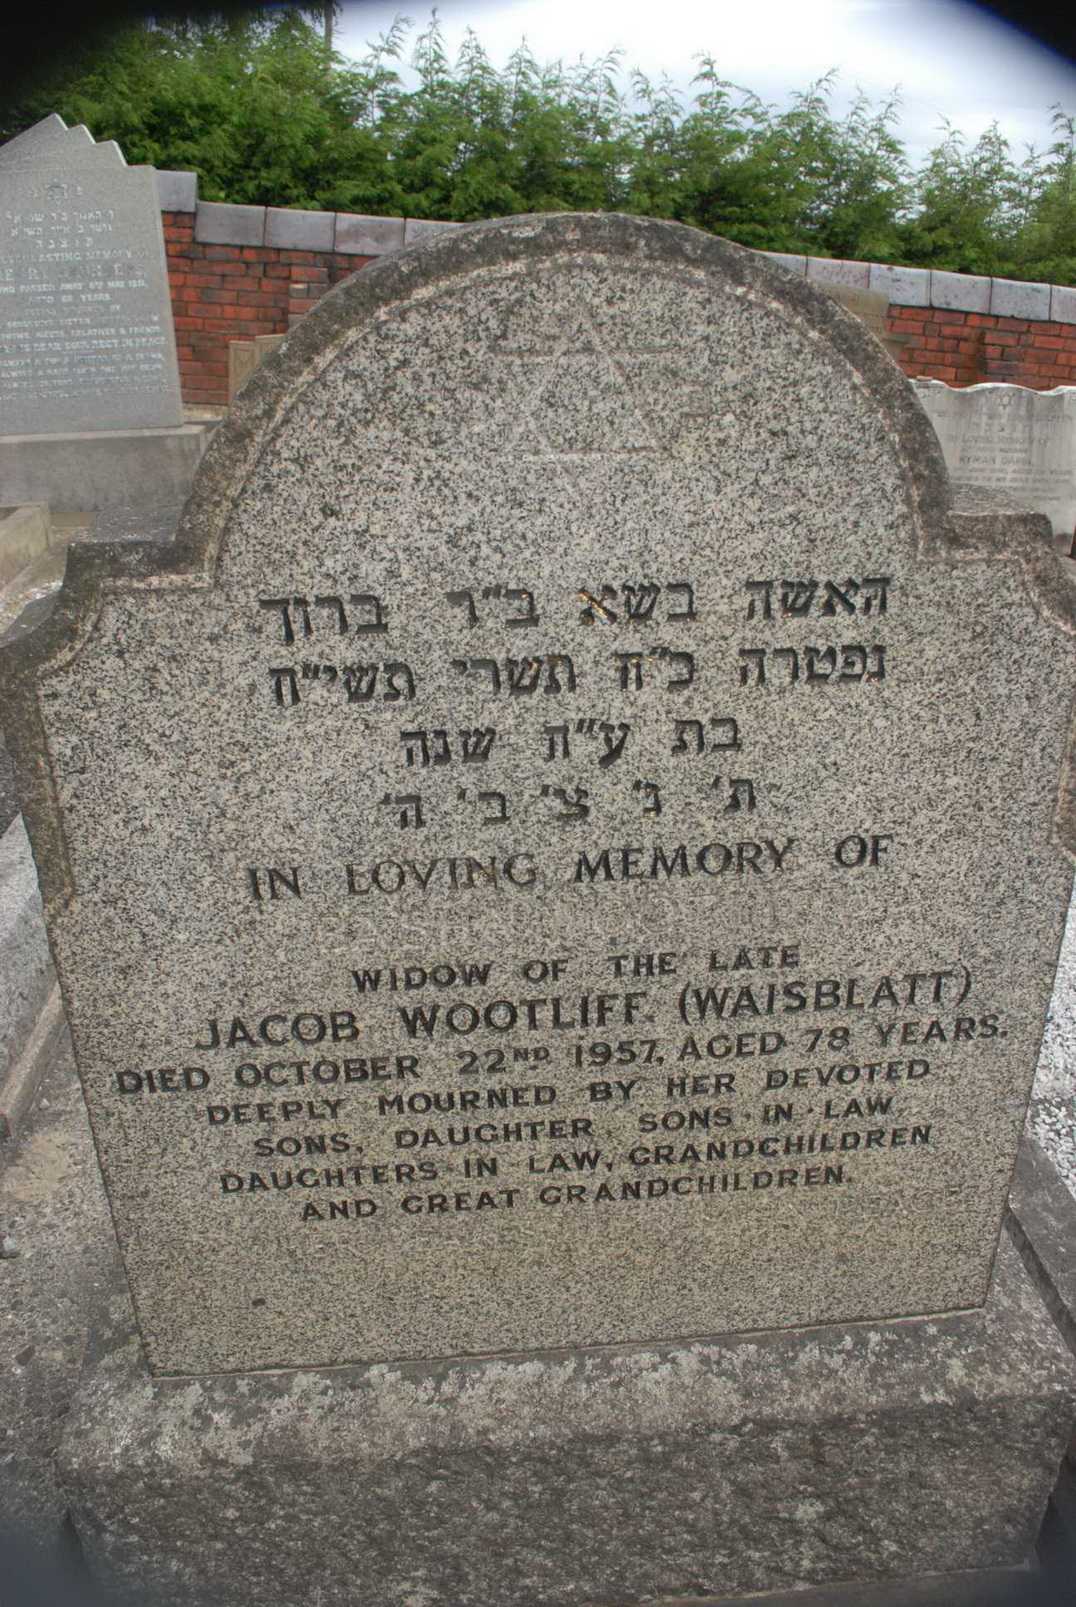 האשה בשא ב״ר ברוך
נפטרה כ״ח תשרי תשי״ח
בת ע״ח שנה
ת׳ נ׳ צ׳ ב׳ ה׳
IN LOVING MEMORY OF
WIDOW OF THE LATE
JACOB WOOTLIFF. (WAISBLATT)
DIED OCTOBER 22ND 1957, AGED 78 YEARS.
DEEPLY MOURNED BY HER DEVOTED
SONS, DAUGHTER, SONS-IN-LAW
DAUGHTERS-IN LAW, GRANDCHILDREN
AND GREAT GRANDCHILDREN.